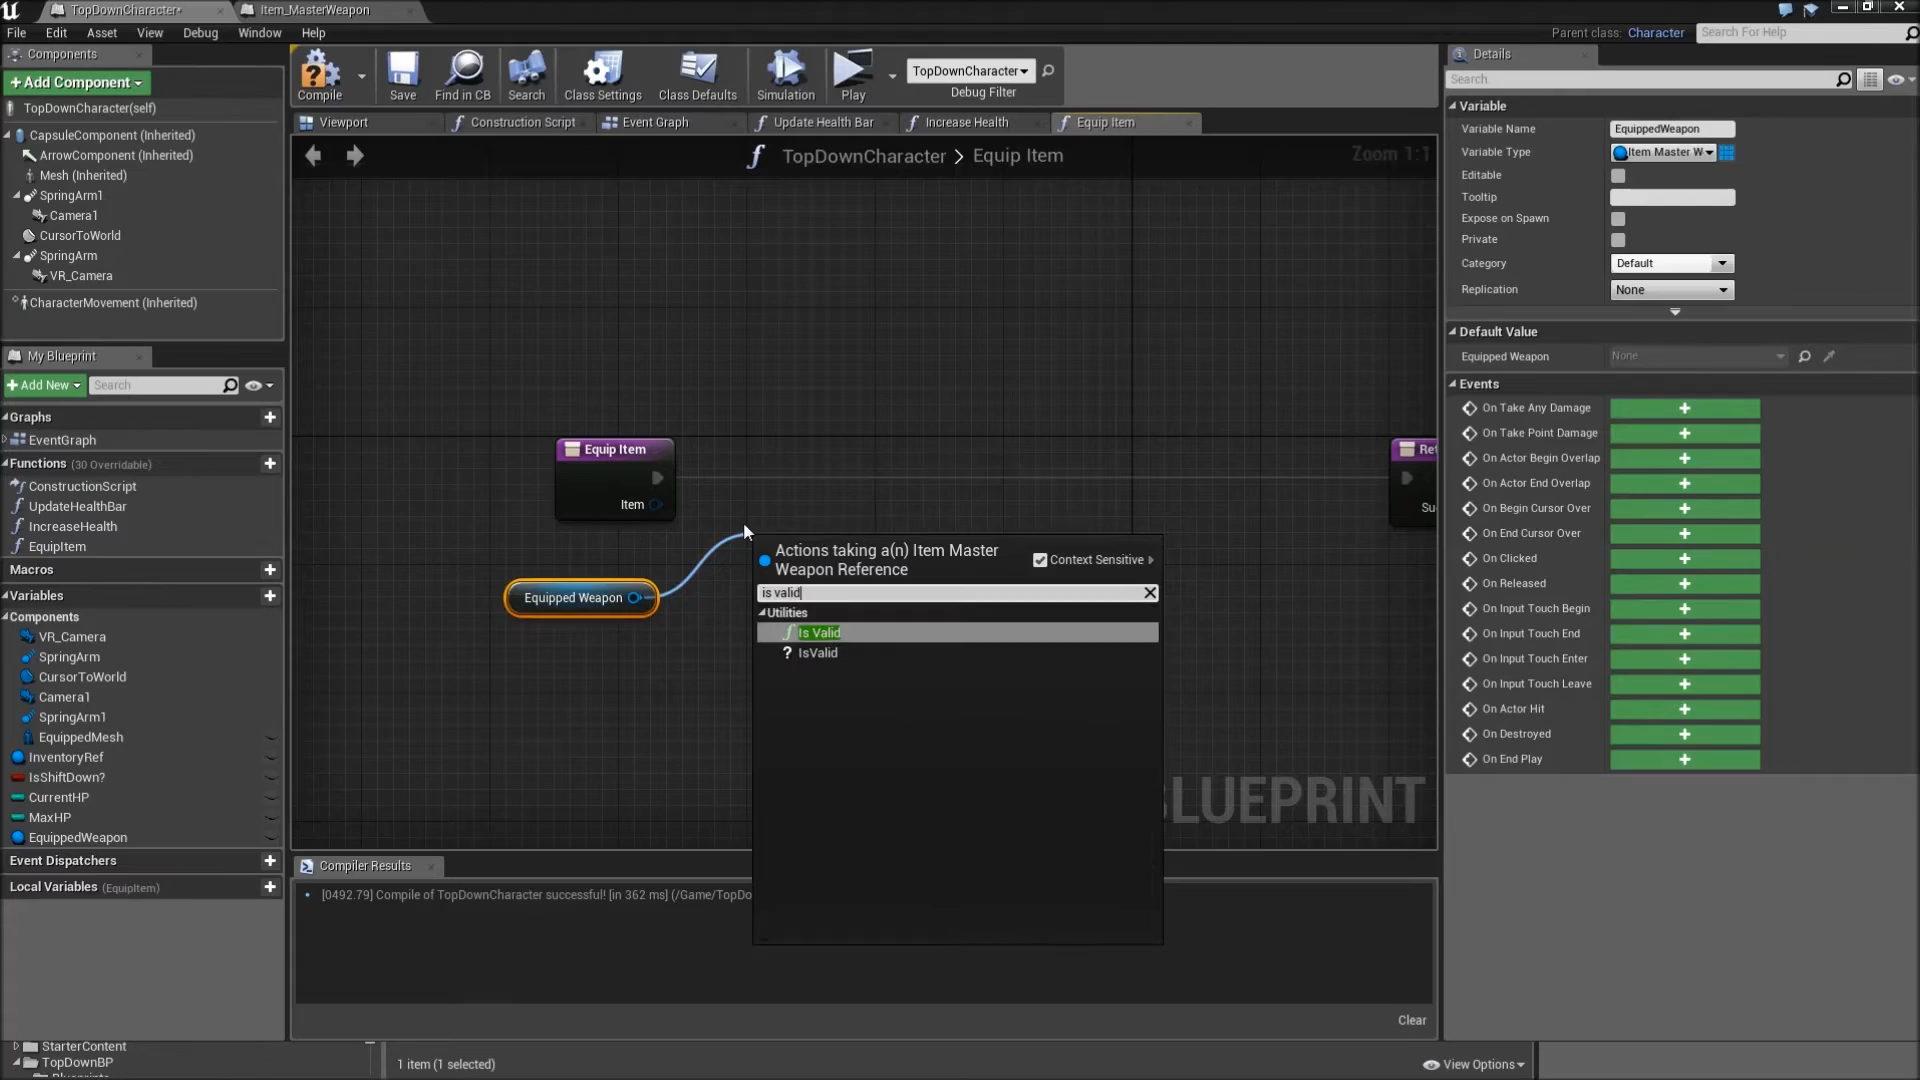 TopDownCharacter*
Item_MasterWeapon
File Edit Asset View Debug Window Help
Parent class: Character
Search For Help
Components
+Add Component
TopDownCharacter(self)
CapsuleComponent (Inherited)
ArrowComponent (Inherited)
Mesh (Inherited)
SpringArm1
Camera1
CursorToWorld
SpringArm
VR_Camera
CharacterMovement (Inherited)
My Blueprint
+Add New
Search
Graphs
EventGraph
Functions (30 Overridable)
ConstructionScript
UpdateHealthBar
IncreaseHealth
EquipItem
Macros
Variables
Components
VR_Camera
SpringArm
CursorToWorld
Camera1
SpringArm1
EquippedMesh
InventoryRef
IsShiftDown?
CurrentHP
MaxHP
EquippedWeapon
Event Dispatchers
Local Variables (EquipItem)
StarterContent
TopDownBP
Compile
Save
Find in CB
Search
Class Settings
Class Defaults
Simulation
Play
TopDownCharacter
Debug Filter
Viewport
Construction Script
Event Graph
Update Health Bar
Increase Health
Equip Item
TopDownCharacter > Equip Item
Zoom 1:1
Equip Item
Item
Equipped Weapon
Ret
Su
Actions taking a(n) Item Master
Weapon Reference
Context Sensitive
is valid
Utilities
Is Valid
IsValid
BLUEPRINT
Compiler Results
[0492.79] Compile of TopDownCharacter successful! [in 362 ms] (/Game/TopDo
Clear
1 item (1 selected)
View Options
Details
Search
Variable
Variable Name
EquippedWeapon
Variable Type
Item Master W
Editable
Tooltip
Expose on Spawn
Private
Category
Default
Replication
None
Default Value
Equipped Weapon
None
Events
On Take Any Damage
On Take Point Damage
On Actor Begin Overlap
On Actor End Overlap
On Begin Cursor Over
On End Cursor Over
On Clicked
On Released
On Input Touch Begin
On Input Touch End
On Input Touch Enter
On Input Touch Leave
On Actor Hit
On Destroyed
On End Play